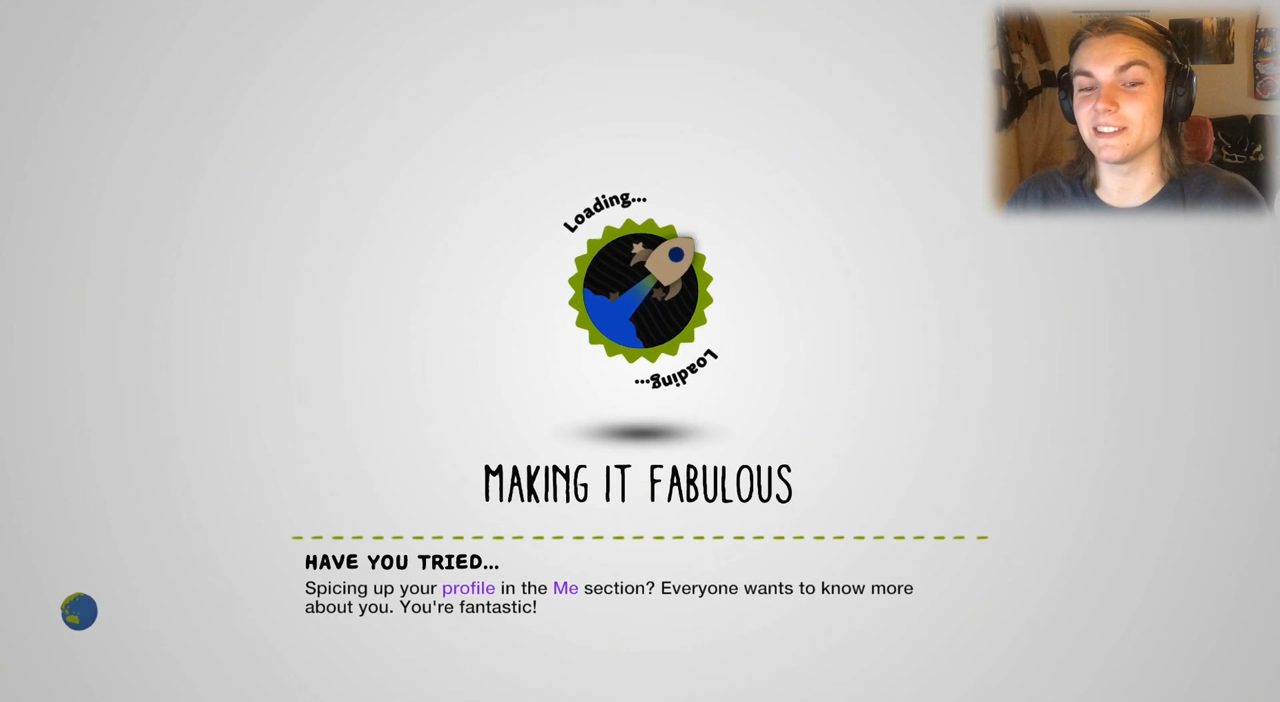 Loading...
Loading...
MAKING IT FABULOUS
HAVE YOU TRIED...
Spicing up your profile in the Me section? Everyone wants to know more
about you. You're fantastic!